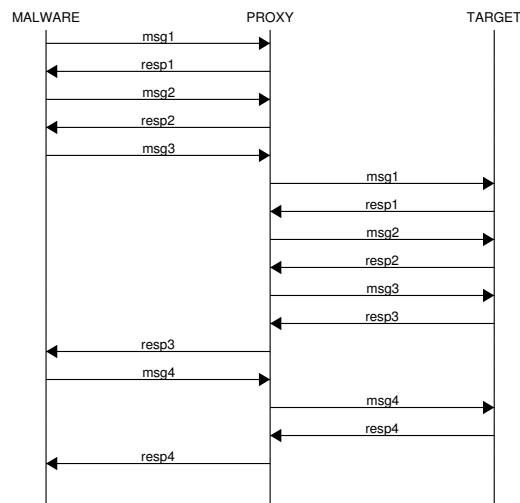 MALWARE PROXY TARGET
msg1
resp1
msg2
resp2
msg3
msg1
resp1
msg2
resp2
msg3
resp3
resp3
msg4
msg4
resp4
resp4